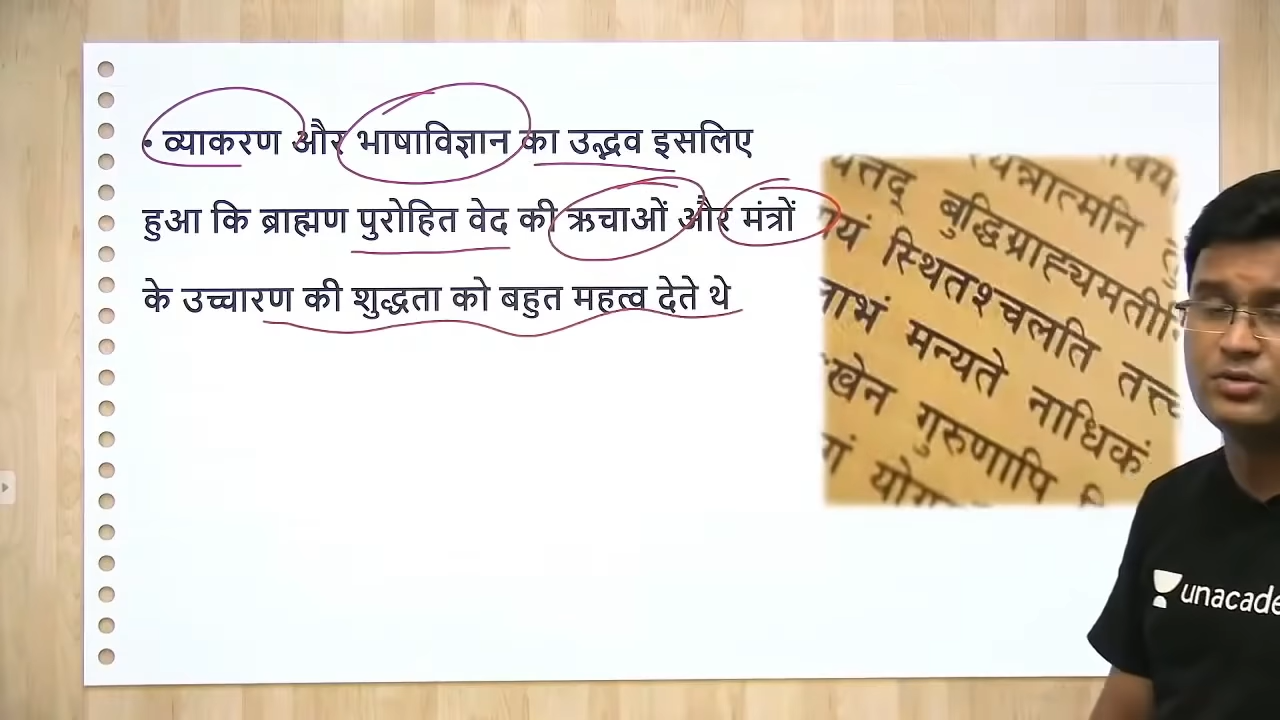 • व्याकरण और भाषाविज्ञान का उद्भव इसलिए
हुआ कि ब्राह्मण पुरोहित वेद की ऋचाओं और मंत्रों
के उच्चारण की शुद्धता को बहुत महत्व देते थे
बुद्धिग्राह्यमतीन्
स्थितश्चलति
मन्यते नाधिकं
गुरुणापि
unacade